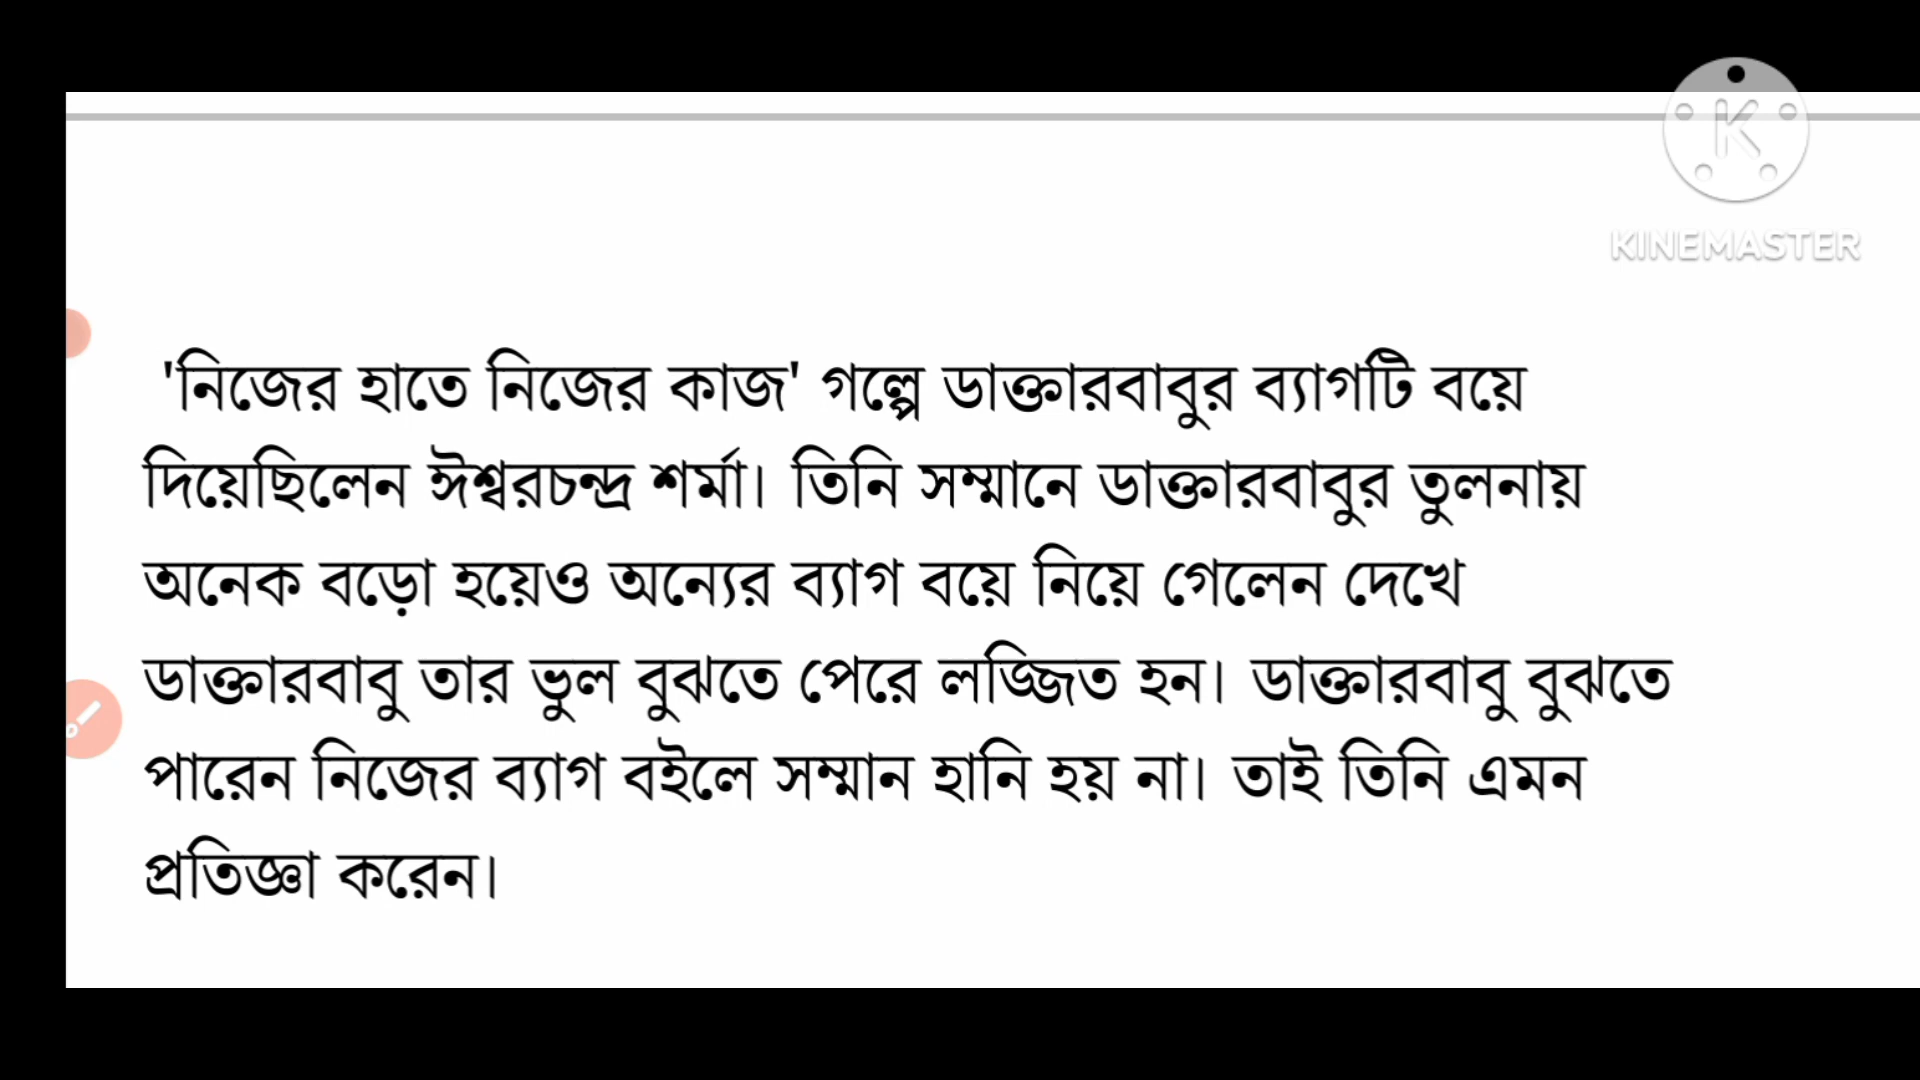 K
KINEMASTER
'নিজের হাতে নিজের কাজ' গল্পে ডাক্তারবাবুর ব্যাগটি বয়ে
দিয়েছিলেন ঈশ্বরচন্দ্র শর্মা। তিনি সম্মানে ডাক্তারবাবুর তুলনায়
অনেক বড়ো হয়েও অন্যের ব্যাগ বয়ে নিয়ে গেলেন দেখে
ডাক্তারবাবু তার ভুল বুঝতে পেরে লজ্জিত হন। ডাক্তারবাবু বুঝতে
পারেন নিজের ব্যাগ বইলে সম্মান হানি হয় না। তাই তিনি এমন
প্রতিজ্ঞা করেন।